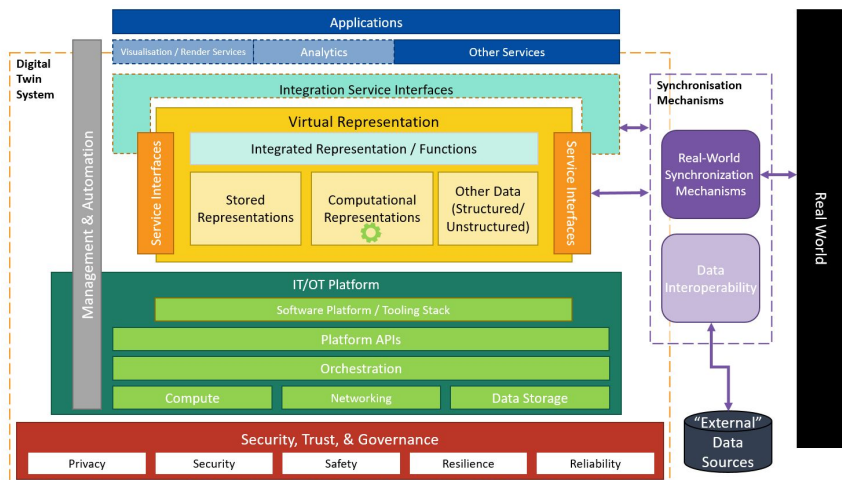 Applications
Visualisation / Render Services
Analytics
Other Services
Digital
Twin
System
Integration Service Interfaces
Synchronisation
Mechanisms
Virtual Representation
Integrated Representation / Functions
Service Interfaces
Stored
Representations
Computational
Representations
Other Data
(Structured/
Unstructured)
Service Interfaces
Real-World
Synchronization
Mechanisms
Real World
Management & Automation
Data
Interoperability
IT/OT Platform
Software Platform / Tooling Stack
Platform APIs
Orchestration
Compute
Networking
Data Storage
"External"
Data
Sources
Security, Trust, & Governance
Privacy
Security
Safety
Resilience
Reliability